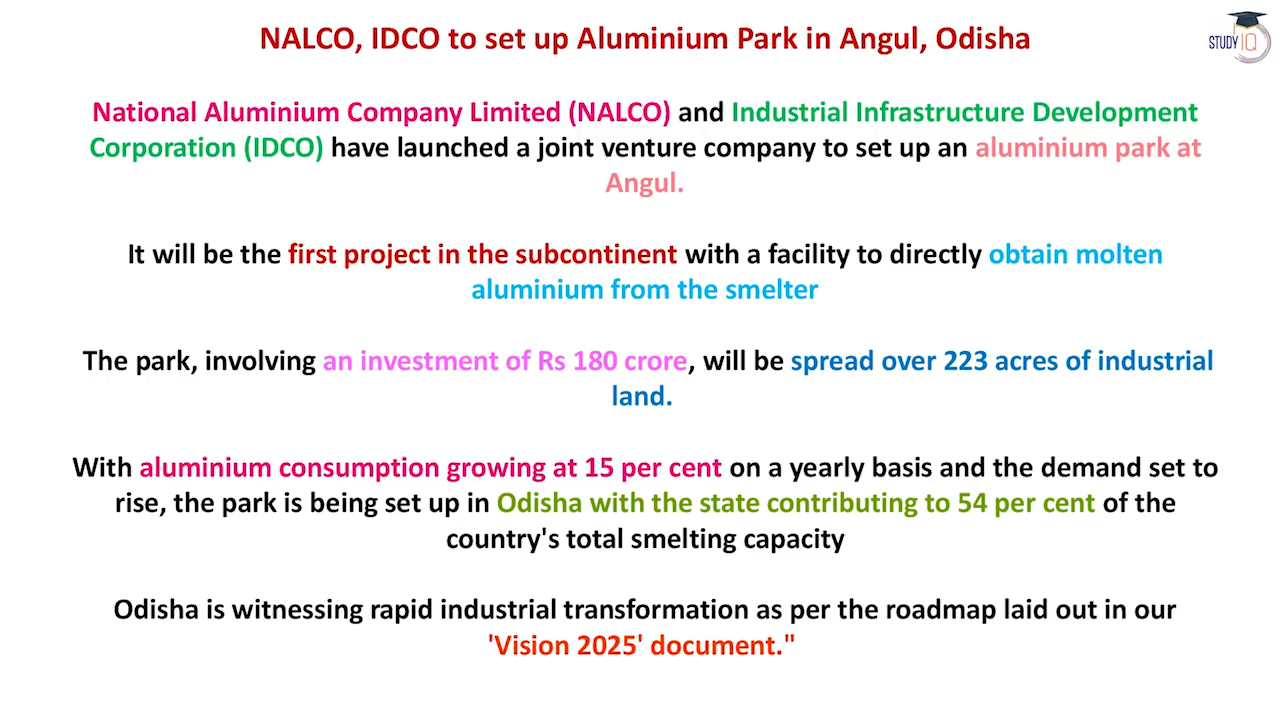 NALCO, IDCO to set up Aluminium Park in Angul, Odisha
STUDY IQ
National Aluminium Company Limited (NALCO) and Industrial Infrastructure Development
Corporation (IDCO) have launched a joint venture company to set up an aluminium park at
Angul.
It will be the first project in the subcontinent with a facility to directly obtain molten
aluminium from the smelter
The park, involving an investment of Rs 180 crore, will be spread over 223 acres of industrial
land.
With aluminium consumption growing at 15 per cent on a yearly basis and the demand set to
rise, the park is being set up in Odisha with the state contributing to 54 per cent of the
country's total smelting capacity
Odisha is witnessing rapid industrial transformation as per the roadmap laid out in our
'Vision 2025' document."